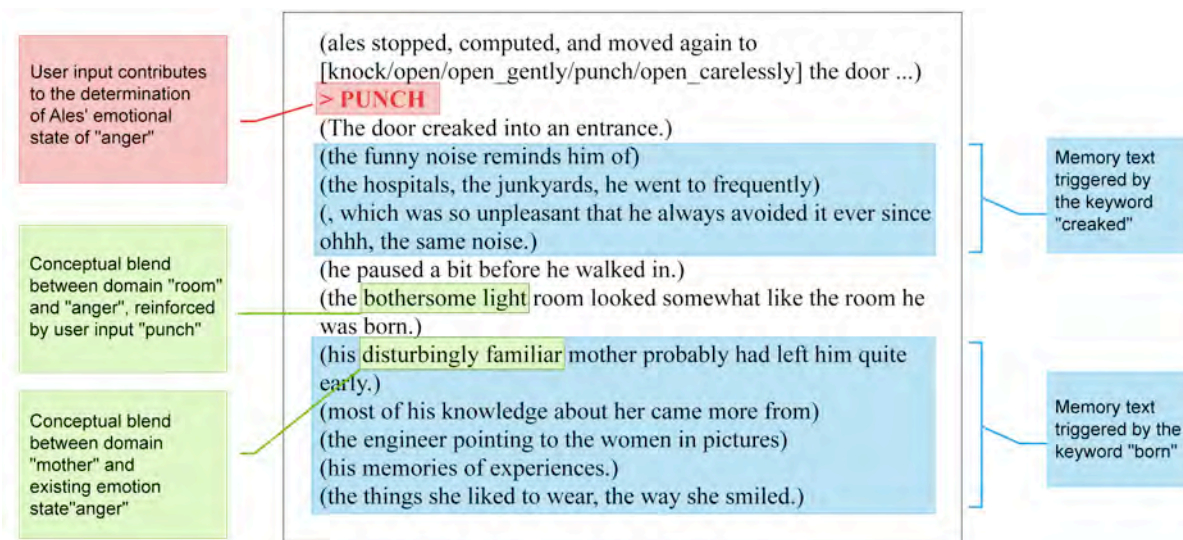 User input contributes
to the determination
of Ales' emotional
state of "anger"
Conceptual blend
between domain "room"
and "anger", reinforced
by user input "punch"
Conceptual blend
between domain
"mother" and
existing emotion
state"anger"
(ales stopped, computed, and moved again to
[knock/open/open_gently/punch/open_carelessly] the door ...)
> PUNCH
(The door creaked into an entrance.)
(the funny noise reminds him of)
(the hospitals, the junkyards, he went to frequently)
(, which was so unpleasant that he always avoided it ever since
ohhh, the same noise.)
(he paused a bit before he walked in.)
(the bothersome light room looked somewhat like the room he
was born.)
(his disturbingly familiar mother probably had left him quite
early.)
(most of his knowledge about her came more from)
(the engineer pointing to the women in pictures)
(his memories of experiences.)
(the things she liked to wear, the way she smiled.)
Memory text
triggered by
the keyword
"creaked"
Memory text
triggered by the
keyword "born"